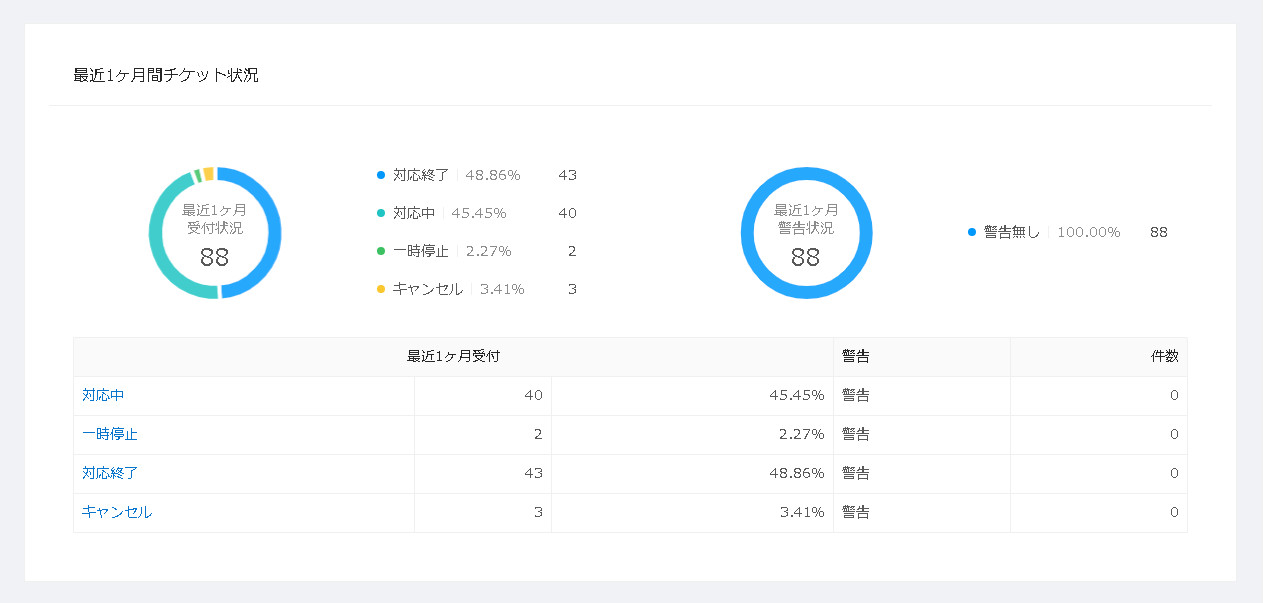 最近1ヶ月間チケット状況
最近1ヶ月
受付状況
88
対応終了 48.86% 43
対応中 45.45% 40
一時停止 2.27% 2
キャンセル 3.41% 3
最近1ヶ月
警告状況
88
警告無し 100.00% 88
最近1ヶ月受付 警告 件数
対応中 40 45.45% 警告 0
一時停止 2 2.27% 警告 0
対応終了 43 48.86% 警告 0
キャンセル 3 3.41% 警告 0